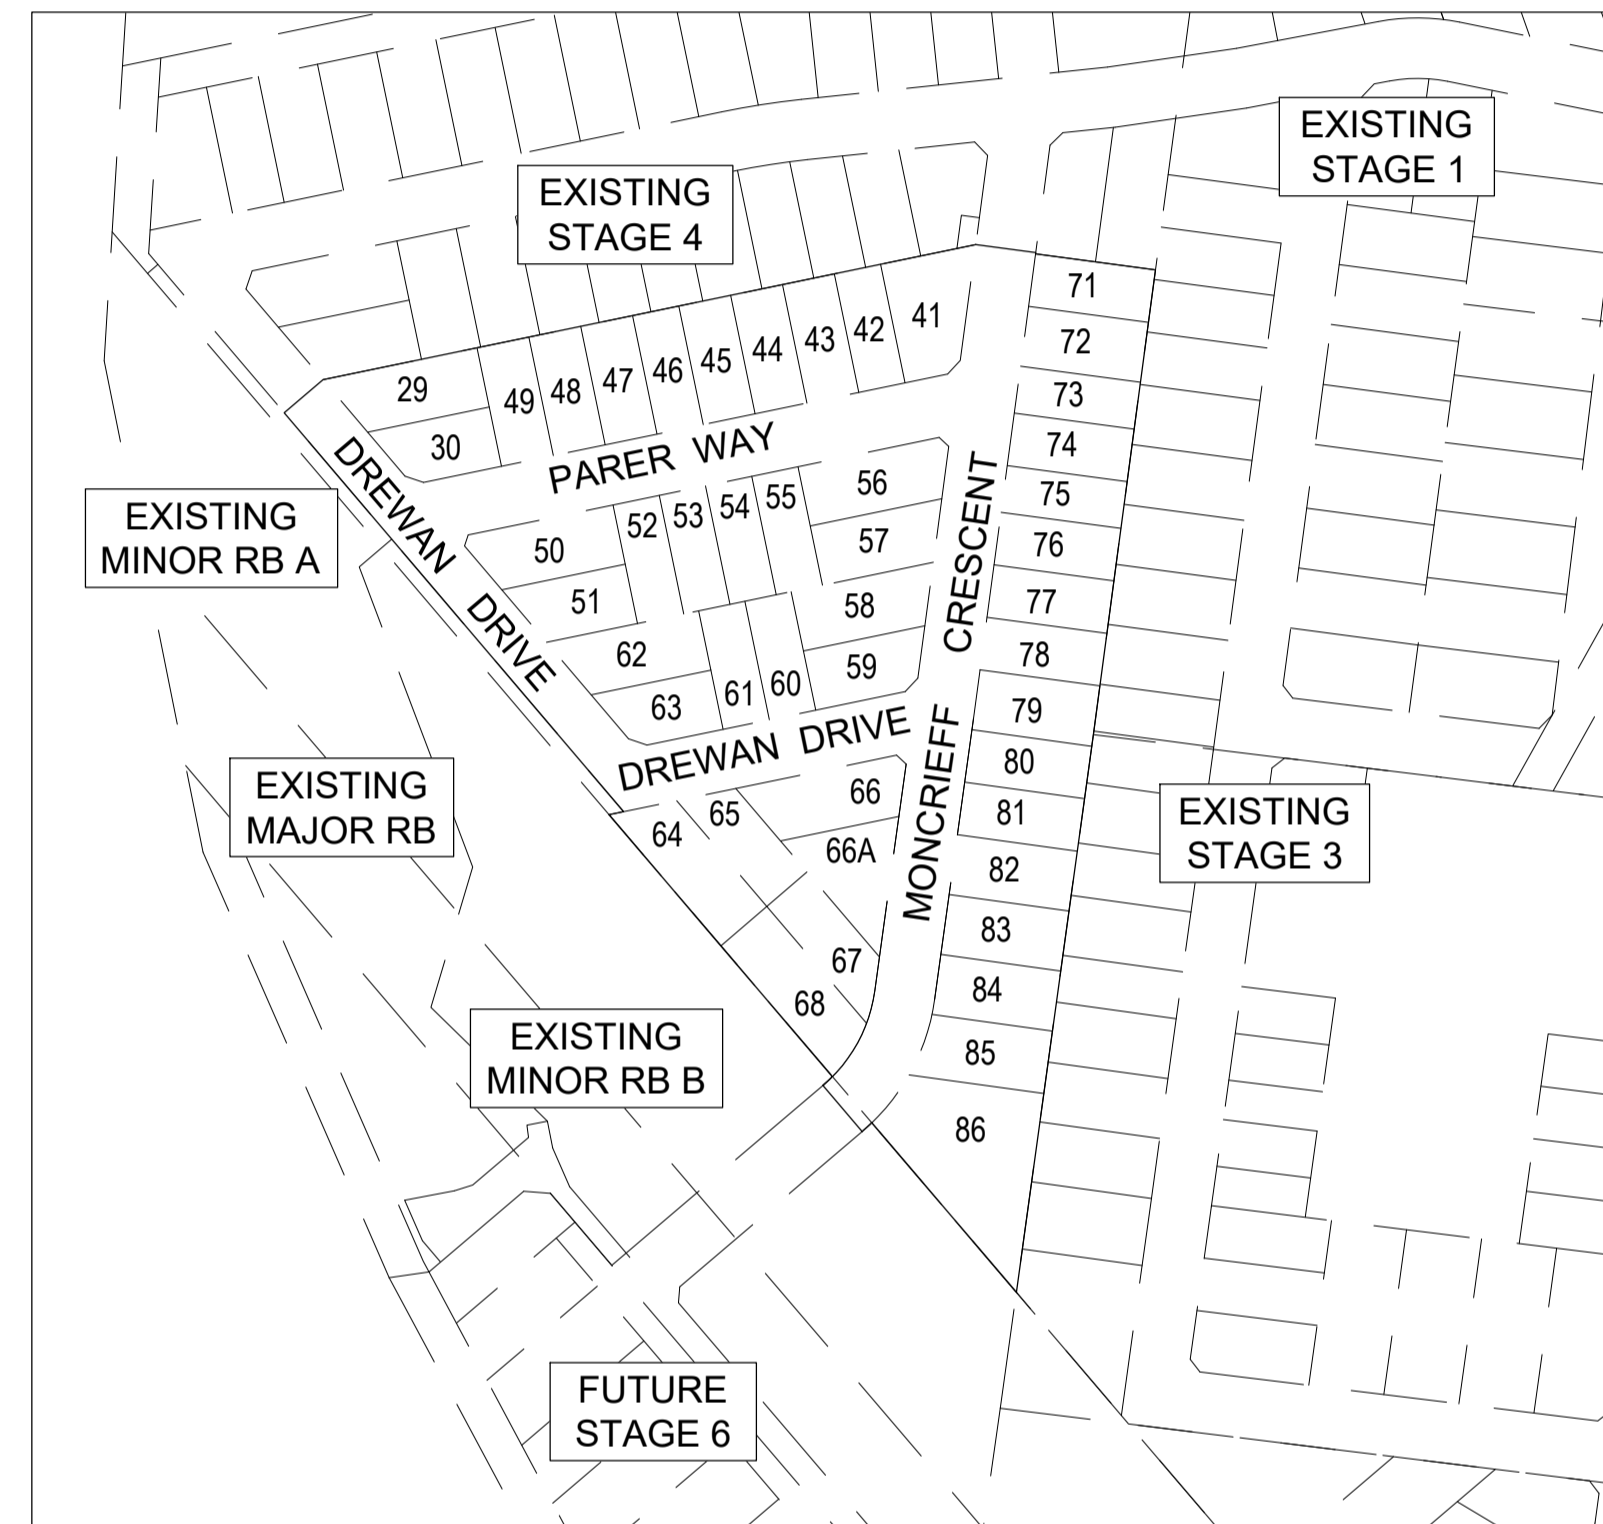 EXISTING
STAGE 1
EXISTING
STAGE 4
71
72
73
74
75
76
77
78
79
80
81
82
83
84
85
86
41
42
43
44
45
46
47
48
49
29
30
PARER WAY
DREWAN DRIVE
MONCRIEFF CRESCENT
EXISTING
MINOR RB A
50
51
52
53
54
55
56
57
58
59
60
61
62
63
DREWAN DRIVE
64
65
66
66A
67
68
EXISTING
MAJOR RB
EXISTING
STAGE 3
EXISTING
MINOR RB B
FUTURE
STAGE 6